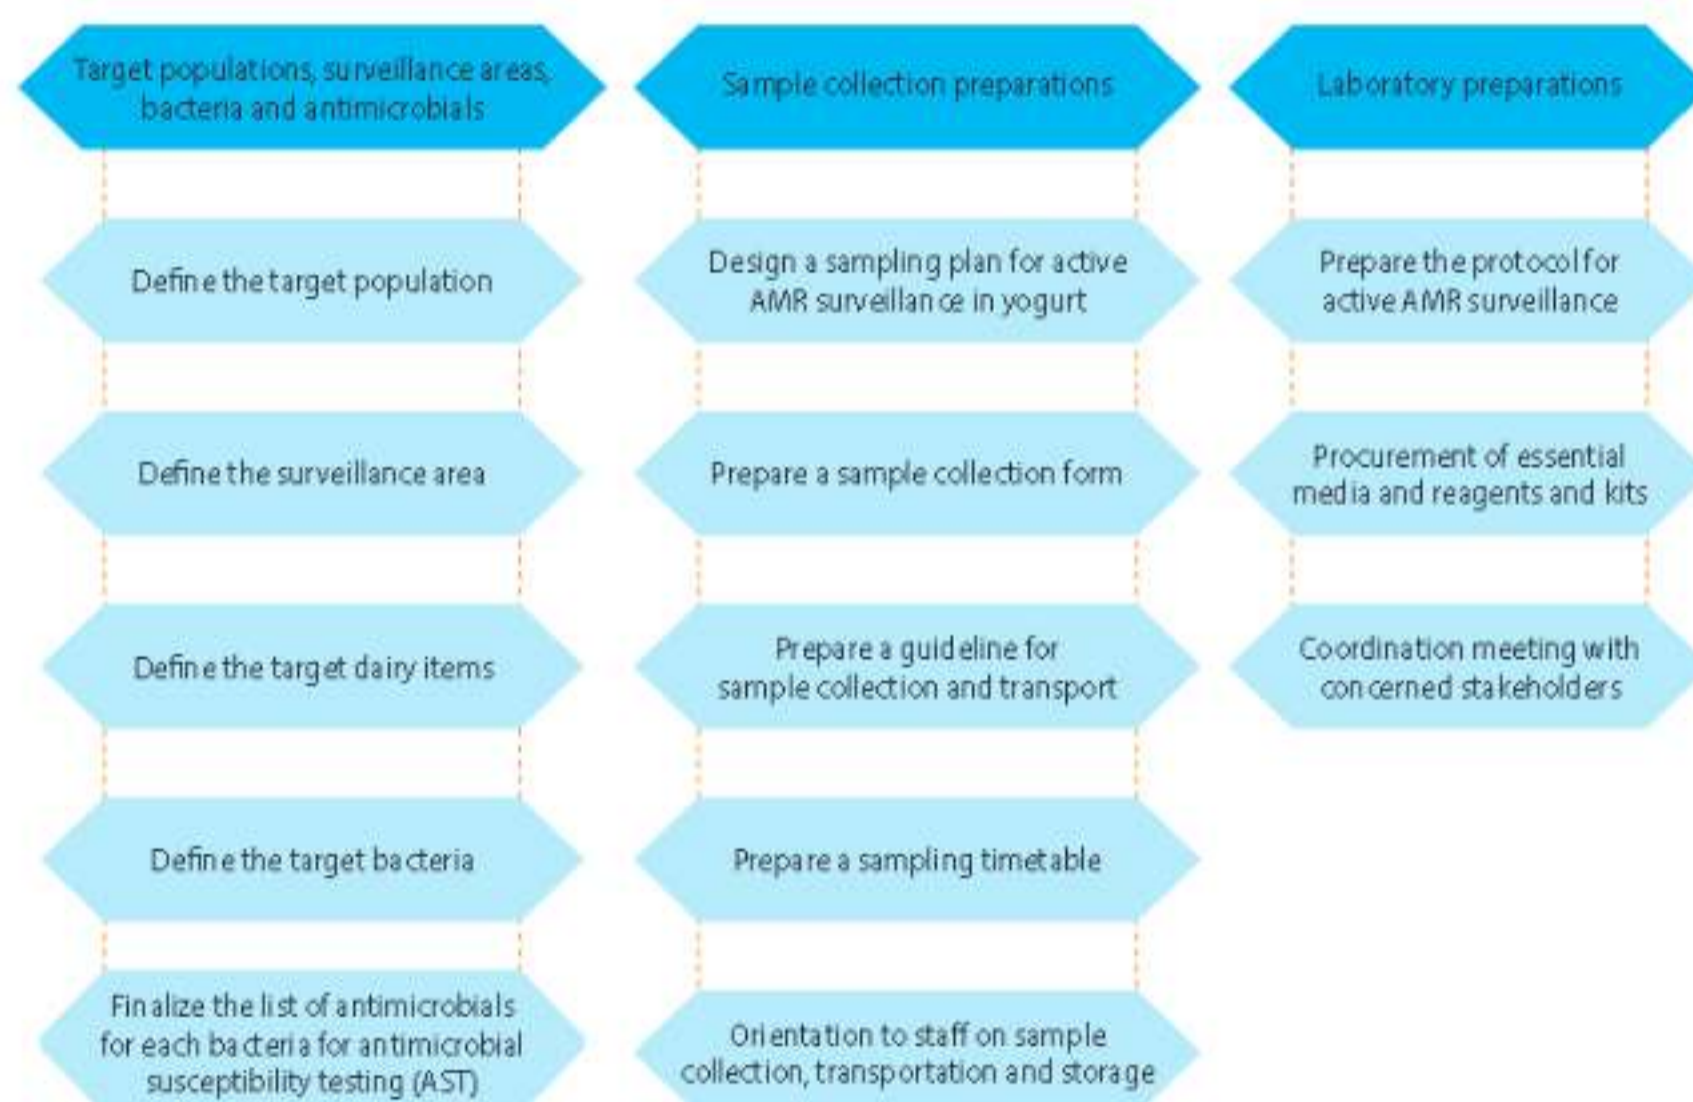 Target populations, surveillance areas,
bacteria and antimicrobials
Define the target population
Define the surveillance area
Define the target dairy items
Define the target bacteria
Finalize the list of antimicrobials
for each bacteria for antimicrobial
susceptibility testing (AST)
Sample collection preparations
Design a sampling plan for active
AMR surveillance in yogurt
Prepare a sample collection form
Prepare a guideline for
sample collection and transport
Prepare a sampling timetable
Orientation to staff on sample
collection, transportation and storage
Laboratory preparations
Prepare the protocol for
active AMR surveillance
Procurement of essential
media and reagents and kits
Coordination meeting with
concerned stakeholders